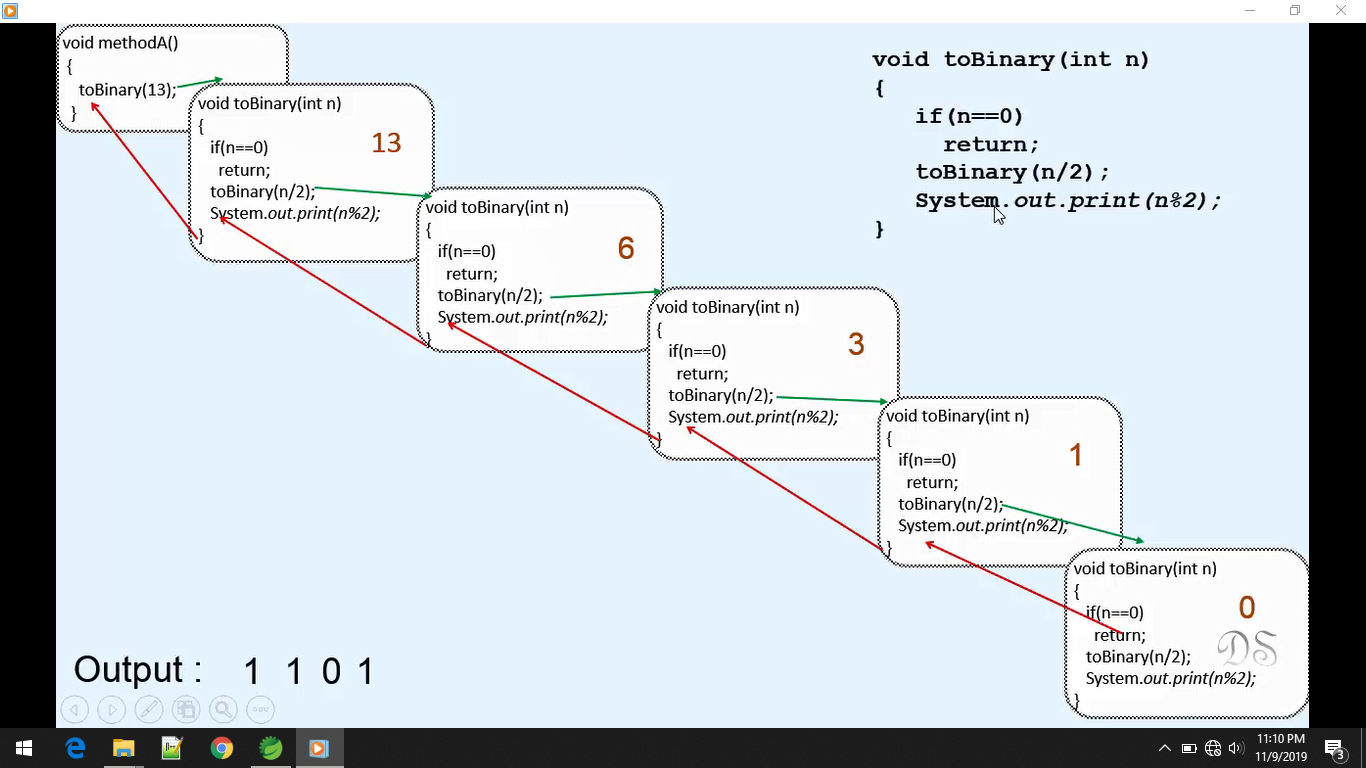 void methodA()
{
toBinary(13);
}
void toBinary(int n)
{
if(n==0)
return;
toBinary(n/2);
System.out.print(n%2);
}
13
void toBinary(int n)
{
if(n==0)
return;
toBinary(n/2);
System.out.print(n%2);
}
6
void toBinary(int n)
{
if(n==0)
return;
toBinary(n/2);
System.out.print(n%2);
}
3
void toBinary(int n)
{
if(n==0)
return;
toBinary(n/2);
System.out.print(n%2);
}
1
void toBinary(int n)
{
if(n==0)
return;
toBinary(n/2);
System.out.print(n%2);
}
0
DS
void toBinary(int n)
{
if(n==0)
return;
toBinary(n/2);
System.out.print(n%2);
}
Output : 1 1 0 1
11:10 PM
11/9/2019
3